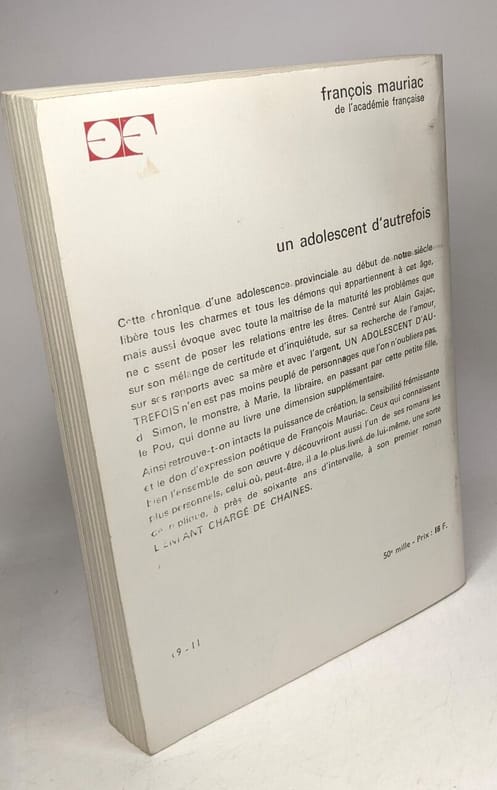 françois mauriac
de l'académie française
un adolescent d'autrefois
Cette chronique d'une adolescence provinciale au début de notre siècle
libère tous les charmes et tous les démons qui appartiennent à cet âge,
mais aussi évoque avec toute la maîtrise de la maturité les problèmes que
ne cessent de poser les relations entre les êtres. Centré sur Alain Gajac,
sur son mélange de certitude et d'inquiétude, sur sa recherche de l'amour,
sur ses rapports avec sa mère et avec l'argent, UN ADOLESCENT D'AU-
TREFOIS n'en est pas moins peuplé de personnages que l'on n'oubliera pas,
d Simon, le monstre, à Marie, la libraire, en passant par cette petite fille,
le Pou, qui donne au livre une dimension supplémentaire.
Ainsi retrouve-t-on intacts la puissance de création, la sensibilité frémissante
et le don d'expression poétique de François Mauriac. Ceux qui connaissent
bien l'ensemble de son œuvre y découvriront aussi l'un de ses romans les
plus personnels, celui où, peut-être, il a le plus livré de lui-même, une sorte
de réplique, à près de soixante ans d'intervalle, à son premier roman
L'ENFANT CHARGÉ DE CHAINES.
50e mille - Prix : 18 F.
9-11